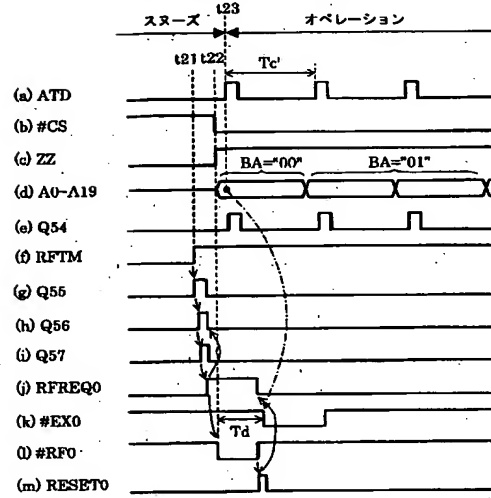 t23
スヌーズ オペレーション
t21 t22 Tc'
(a) ATD
(b) #CS
(c) ZZ
BA="00" BA="01"
(d) A0-A19
(e) Q54
(f) RFTM
(g) Q55
(h) Q56
(i) Q57
(j) RFREQ0
(k) #EX0
Td
(l) #RF0
(m) RESET0